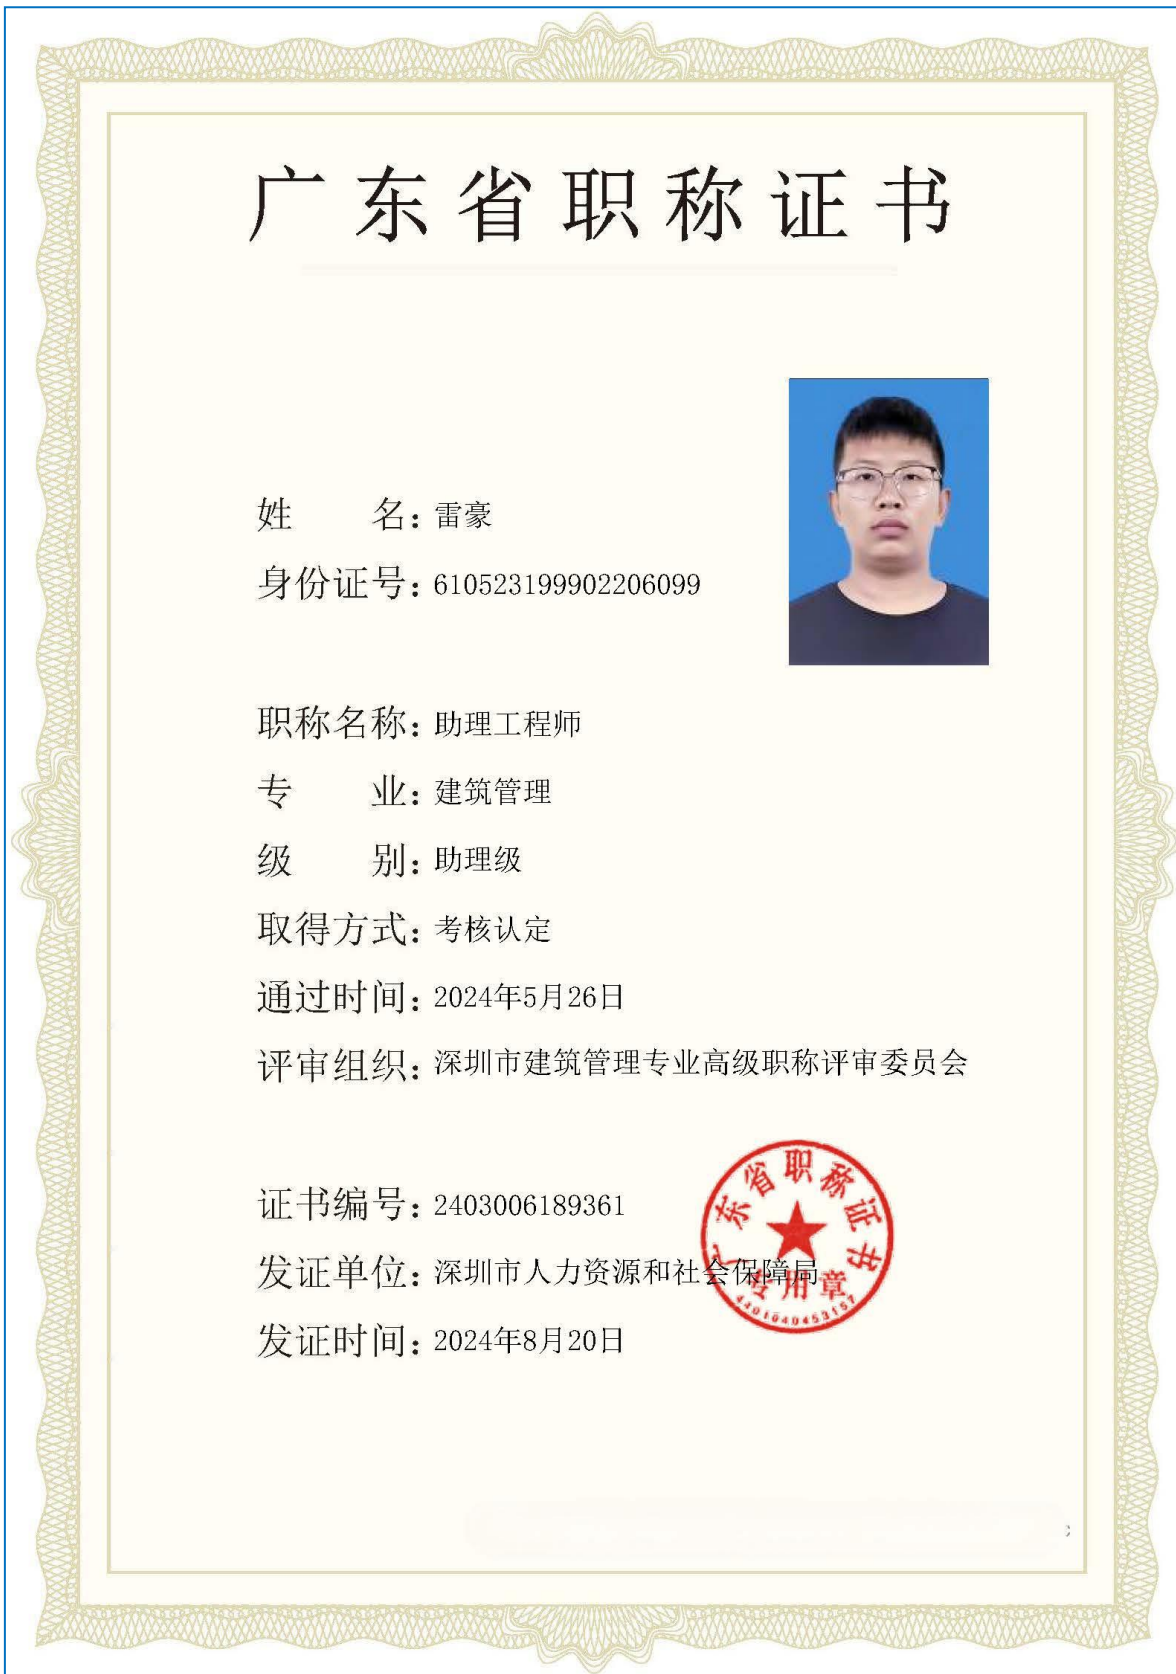 广东省职称证书
姓　　名：雷豪
身份证号：610523199902206099
职称名称：助理工程师
专　　业：建筑管理
级　　别：助理级
取得方式：考核认定
通过时间：2024年5月26日
评审组织：深圳市建筑管理专业高级职称评审委员会
证书编号：2403006189361
发证单位：深圳市人力资源和社会保障局
发证时间：2024年8月20日
广东省职称证书
专用章
4401040453157